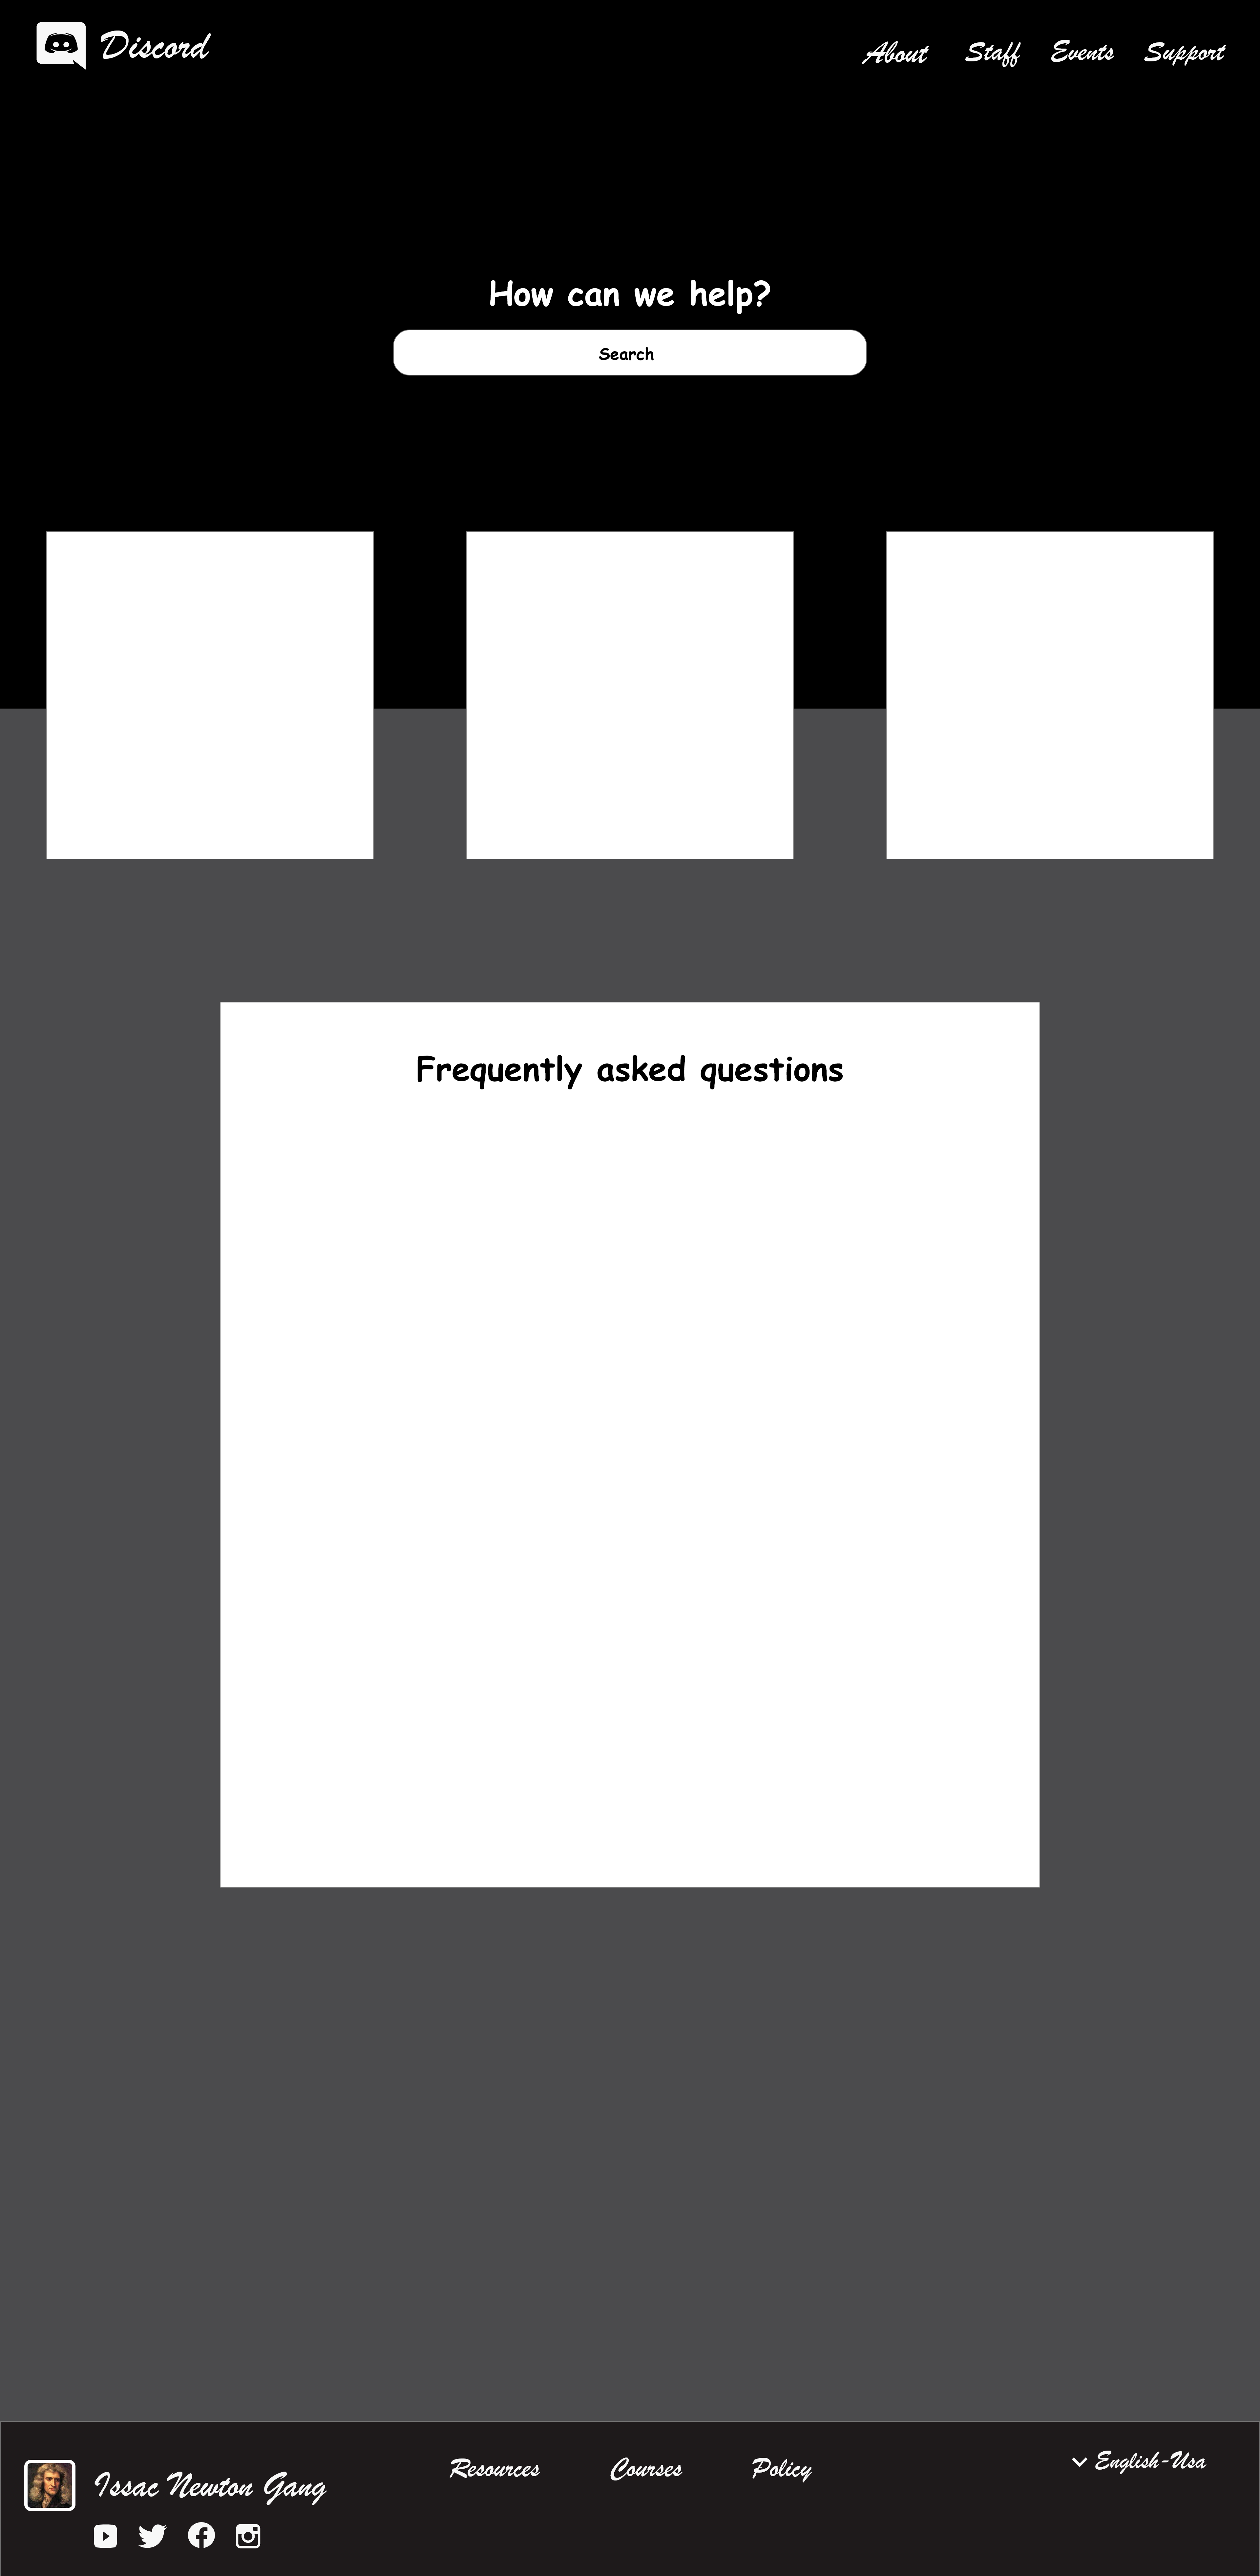 Discord
About Staff Events Support
How can we help?
Search
Frequently asked questions
Resources Courses Policy
English-Usa
Issac Newton Gang